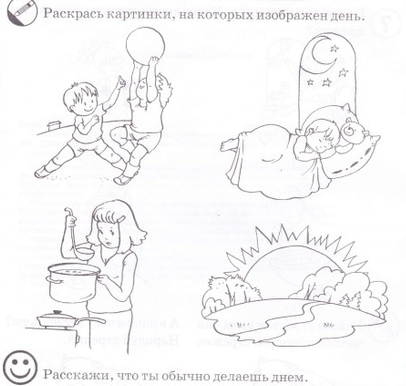 Раскрась картинки, на которых изображен день.
Расскажи, что ты обычно делаешь днем.